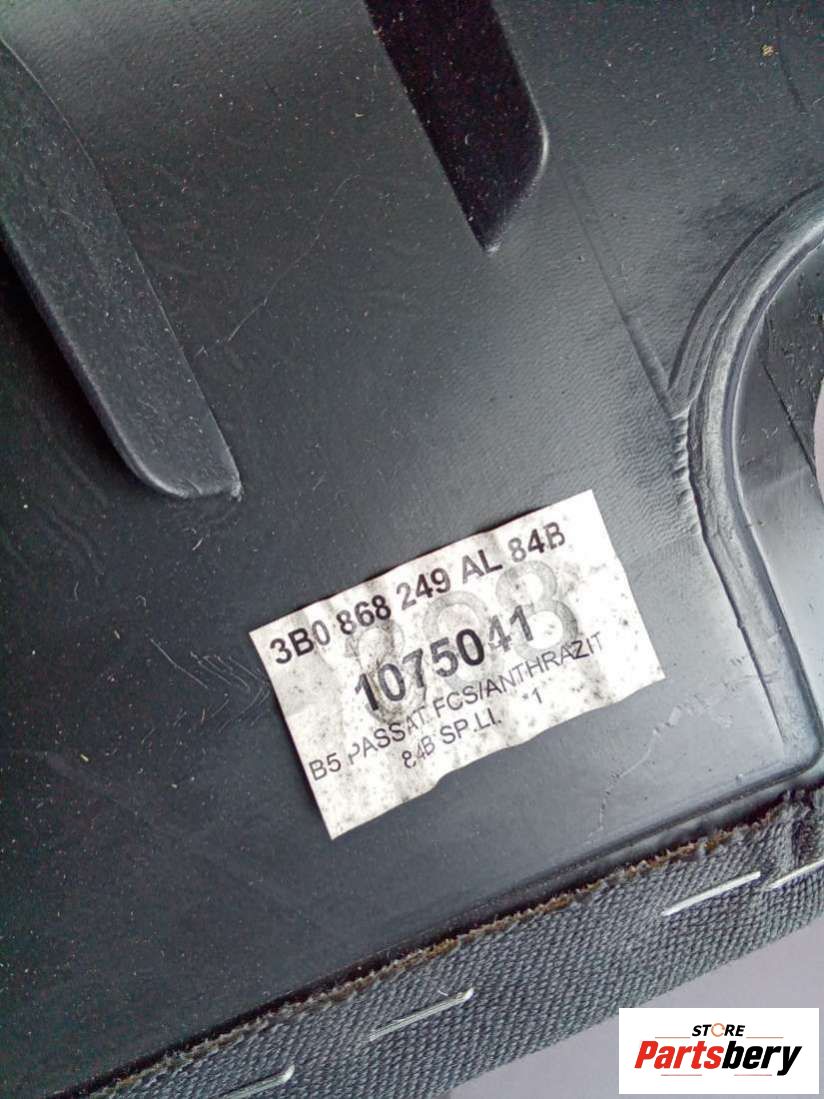 3B0 868 249 AL 84B
1075041
B5 PASSAT FCS/ANTHRAZIT
84B SP.LI. *1
STORE
Partsbery